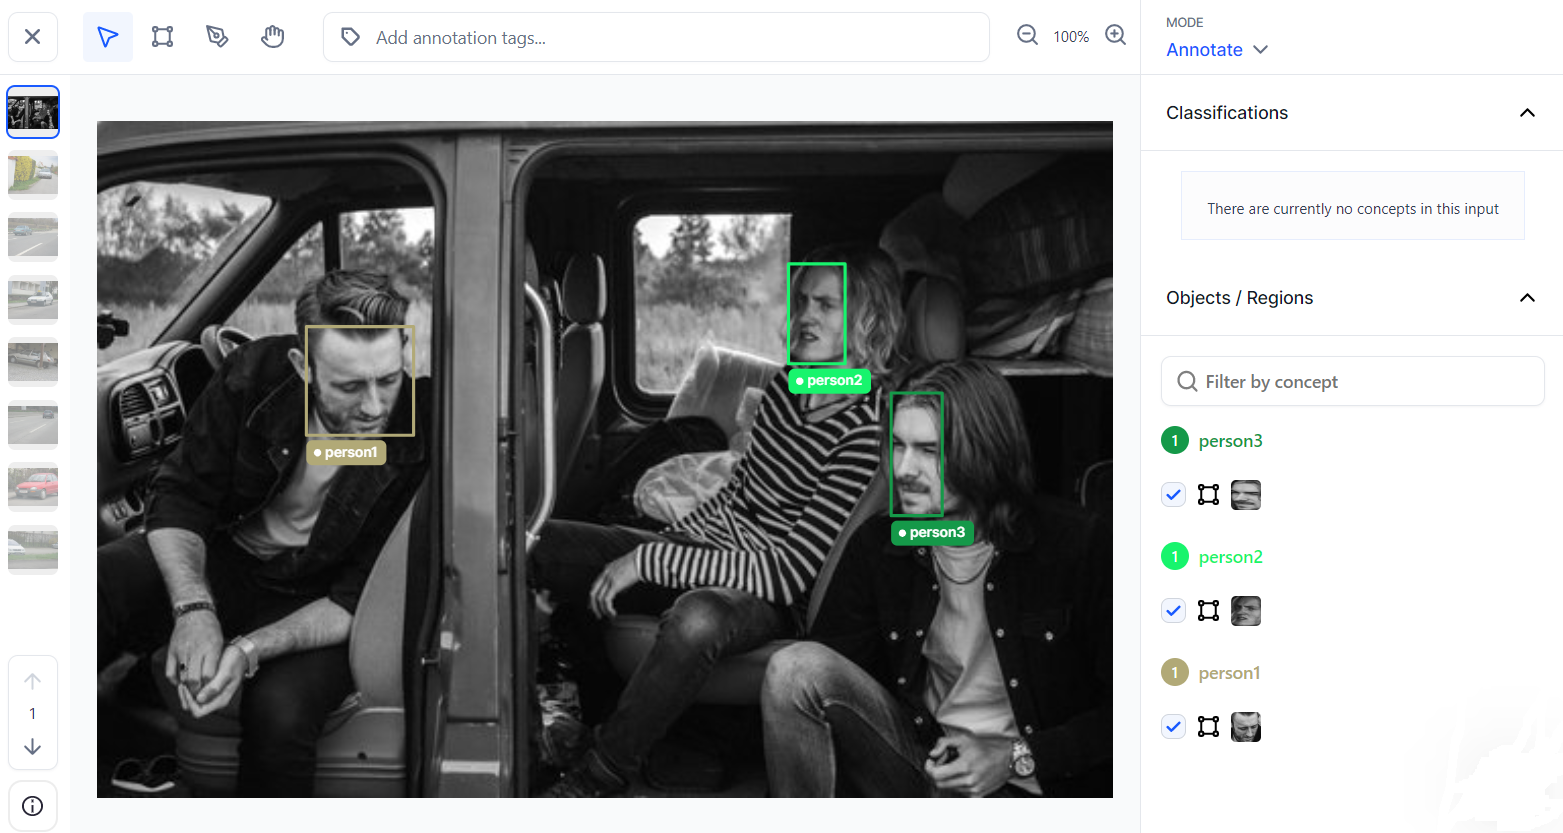 Add annotation tags...
100%
MODE
Annotate
Classifications
There are currently no concepts in this input
Objects / Regions
Filter by concept
person2
person1
person3
1 person3
1 person2
1 person1
1